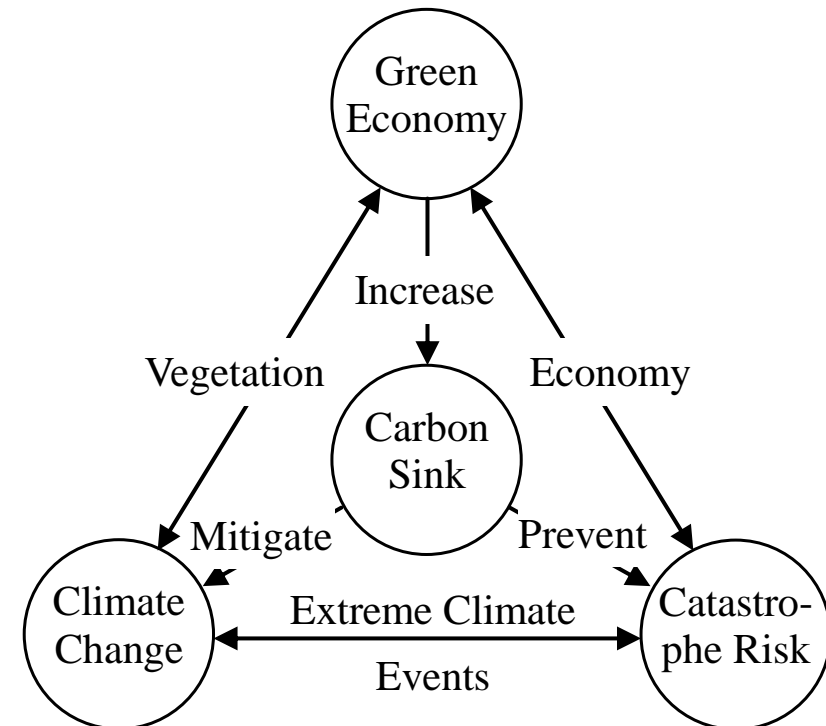 Green
Economy
Increase
Vegetation
Economy
Carbon
Sink
Mitigate
Prevent
Climate
Change
Extreme Climate
Events
Catastro-
phe Risk